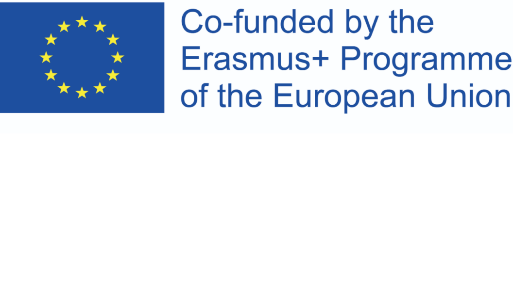 Co-funded by the
Erasmus+ Programme
of the European Union